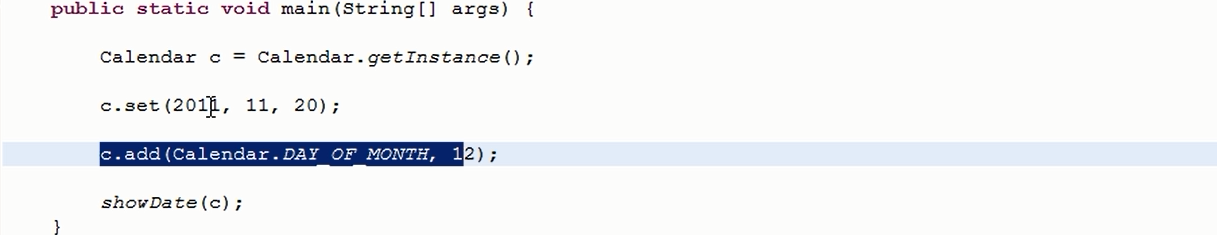 public static void main(String[] args) {
Calendar c = Calendar.getInstance();
c.set(2011, 11, 20);
c.add(Calendar.DAY_OF_MONTH, 12);
showDate(c);
}